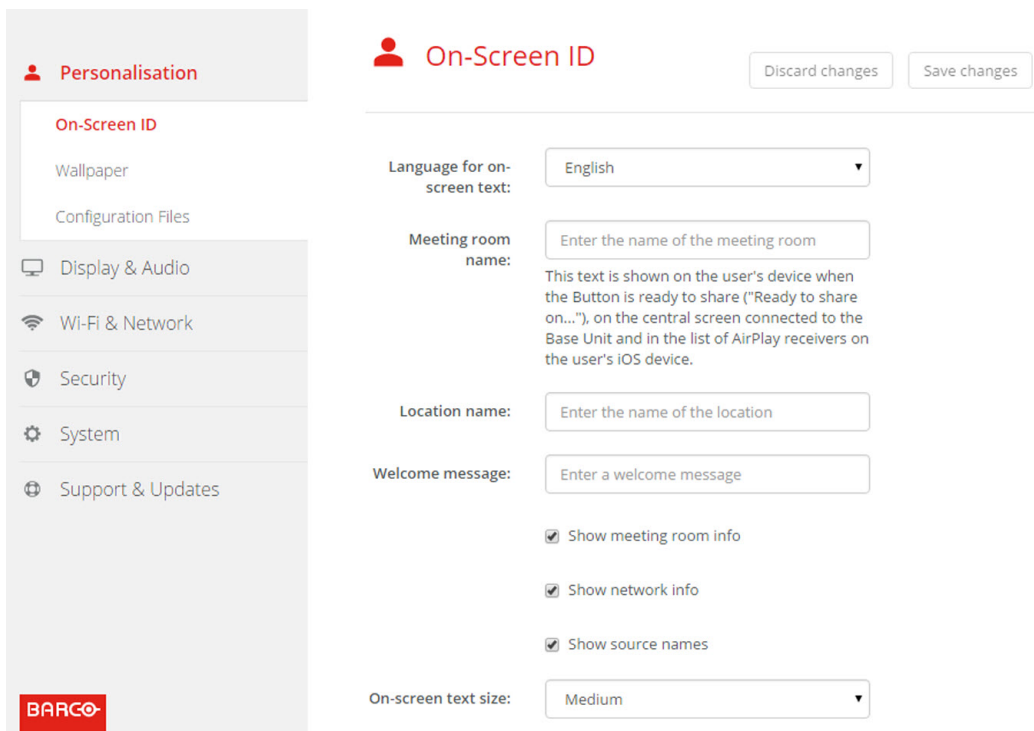 Personalisation
On-Screen ID
Wallpaper
Configuration Files
Display & Audio
Wi-Fi & Network
Security
System
Support & Updates
BARCO
On-Screen ID
Discard changes
Save changes
Language for on-
screen text:
English
Meeting room
name:
Enter the name of the meeting room
This text is shown on the user's device when
the Button is ready to share ("Ready to share
on..."), on the central screen connected to the
Base Unit and in the list of AirPlay receivers on
the user's iOS device.
Location name:
Enter the name of the location
Welcome message:
Enter a welcome message
Show meeting room info
Show network info
Show source names
On-screen text size:
Medium